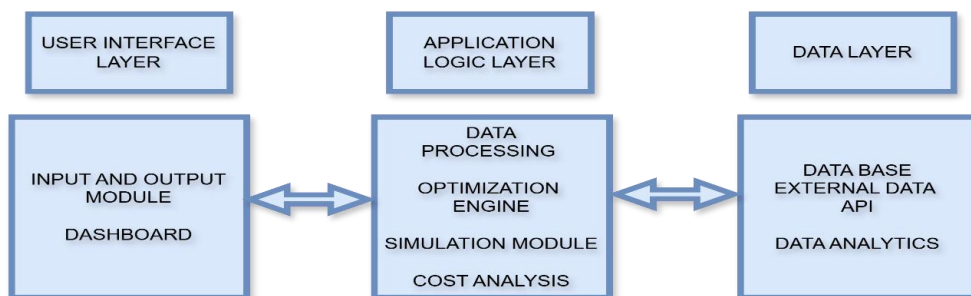 USER INTERFACE
LAYER
APPLICATION
LOGIC LAYER
DATA LAYER
INPUT AND OUTPUT
MODULE
DASHBOARD
DATA
PROCESSING
OPTIMIZATION
ENGINE
SIMULATION MODULE
COST ANALYSIS
DATA BASE
EXTERNAL DATA
API
DATA ANALYTICS